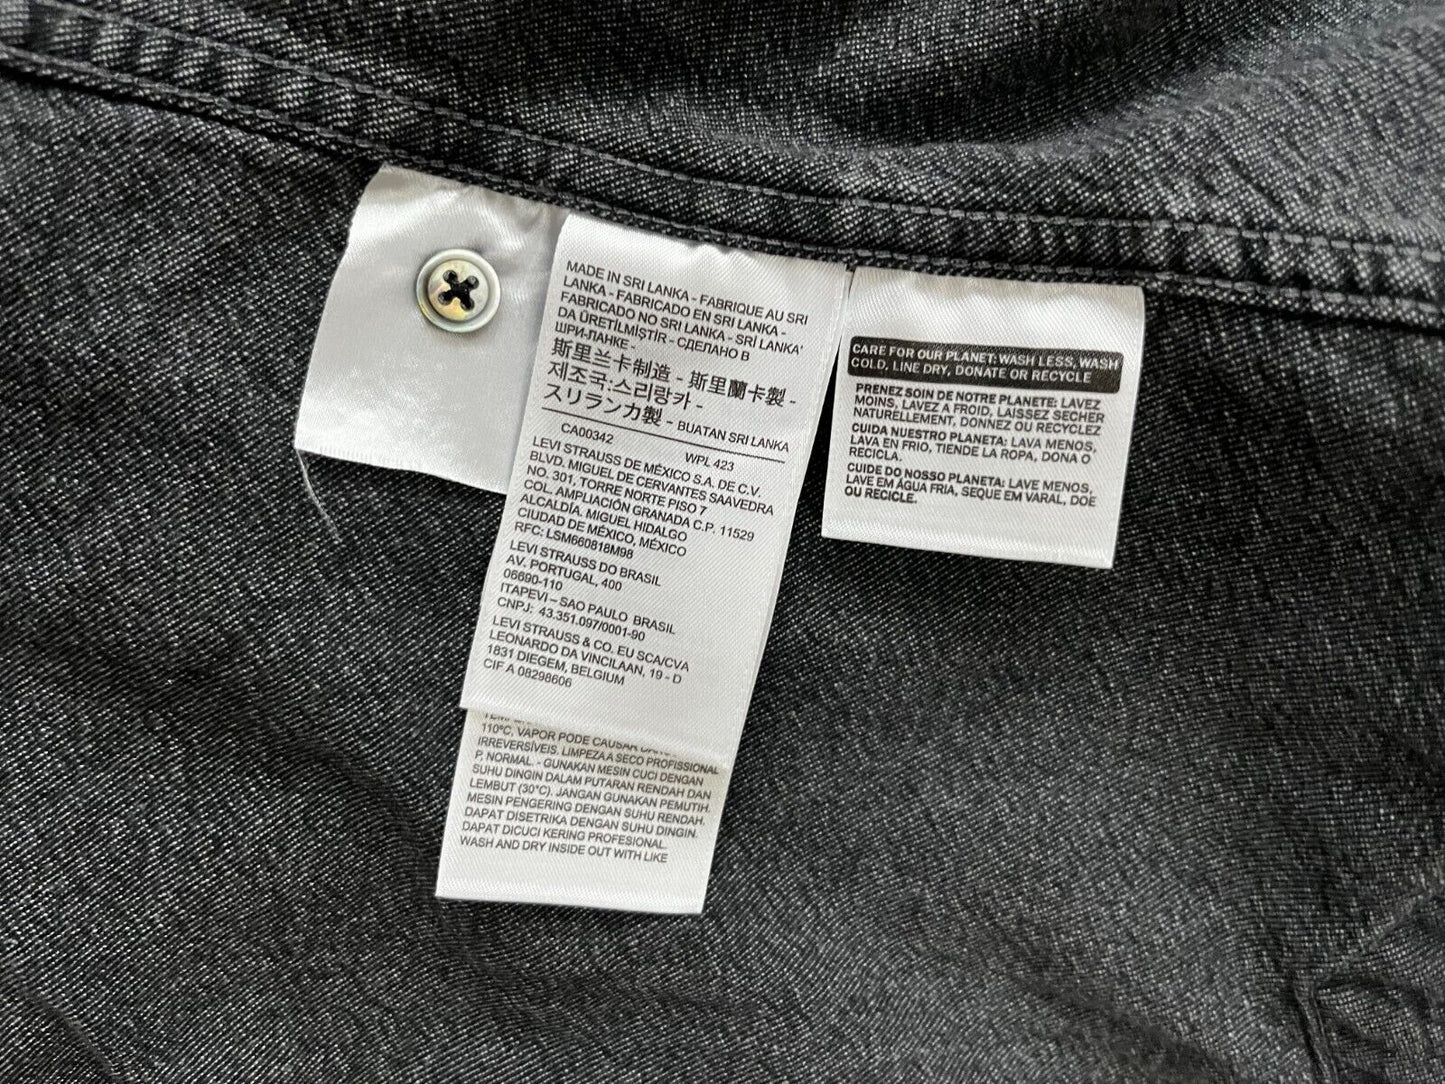 MADE IN SRI LANKA - FABRIQUE AU SRI
LANKA - FABRICADO EN SRI LANKA -
FABRICADO NO SRI LANKA - SRİ LANKA'
DA ÜRETİLMİSTİR - СДЕЛАНО В
ШРИ-ЛАНКЕ -
斯里兰卡制造 - 斯里蘭卡製 -
제조국:스리랑카 -
スリランカ製 - BUATAN SRI LANKA
CA00342 WPL 423
LEVI STRAUSS DE MÉXICO S.A. DE C.V.
BLVD. MIGUEL DE CERVANTES SAAVEDRA
NO. 301, TORRE NORTE PISO 7
COL. AMPLIACIÓN GRANADA C.P. 11529
ALCALDÍA. MIGUEL HIDALGO
CIUDAD DE MÉXICO, MÉXICO
RFC: LSM660818M98
LEVI STRAUSS DO BRASIL
AV. PORTUGAL, 400
06690-110
ITAPEVI – SAO PAULO BRASIL
CNPJ: 43.351.097/0001-90
LEVI STRAUSS & CO. EU SCA/CVA
LEONARDO DA VINCILAAN, 19 - D
1831 DIEGEM, BELGIUM
CIF A 08298606
110ºC, VAPOR PODE CAUSAR
IRREVERSÍVEIS. LIMPEZA A SECO PROFISSIONAL
P, NORMAL. - GUNAKAN MESIN CUCI DENGAN
SUHU DINGIN DALAM PUTARAN RENDAH DAN
LEMBUT (30°C). JANGAN GUNAKAN PEMUTIH.
MESIN PENGERING DENGAN SUHU RENDAH.
DAPAT DISETRIKA DENGAN SUHU DINGIN.
DAPAT DICUCI KERING PROFESIONAL.
WASH AND DRY INSIDE OUT WITH LIKE
CARE FOR OUR PLANET: WASH LESS, WASH
COLD, LINE DRY, DONATE OR RECYCLE
PRENEZ SOIN DE NOTRE PLANETE: LAVEZ
MOINS, LAVEZ A FROID, LAISSEZ SECHER
NATURELLEMENT, DONNEZ OU RECYCLEZ
CUIDA NUESTRO PLANETA: LAVA MENOS,
LAVA EN FRIO, TIENDE LA ROPA, DONA O
RECICLA.
CUIDE DO NOSSO PLANETA: LAVE MENOS,
LAVE EM ÁGUA FRIA, SEQUE EM VARAL, DOE
OU RECICLE.